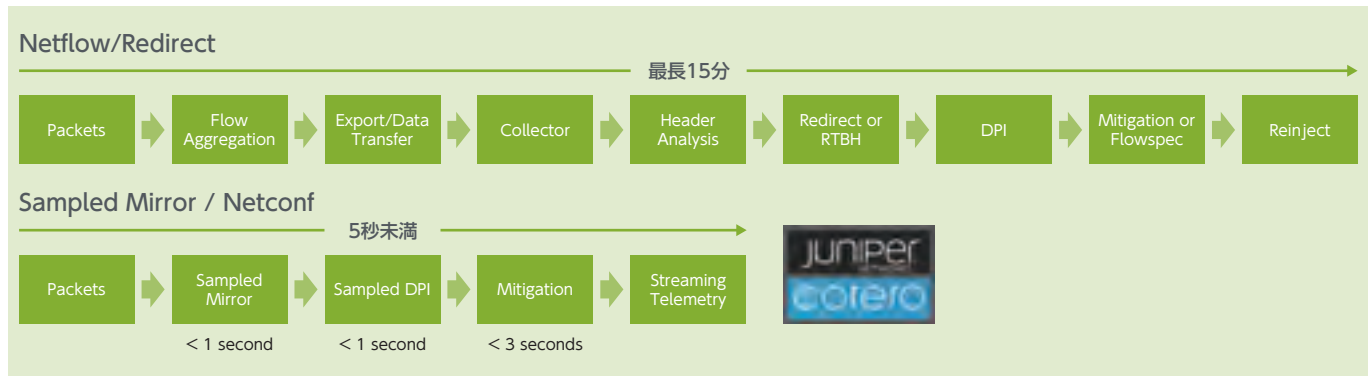 Netflow/Redirect
最長15分
Packets
Flow
Aggregation
Export/Data
Transfer
Collector
Header
Analysis
Redirect or
RTBH
DPI
Mitigation or
Flowspec
Reinject
Sampled Mirror / Netconf
5秒未満
Packets
Sampled
Mirror
Sampled DPI
Mitigation
Streaming
Telemetry
< 1 second
< 1 second
< 3 seconds
JUNIPEr
corero